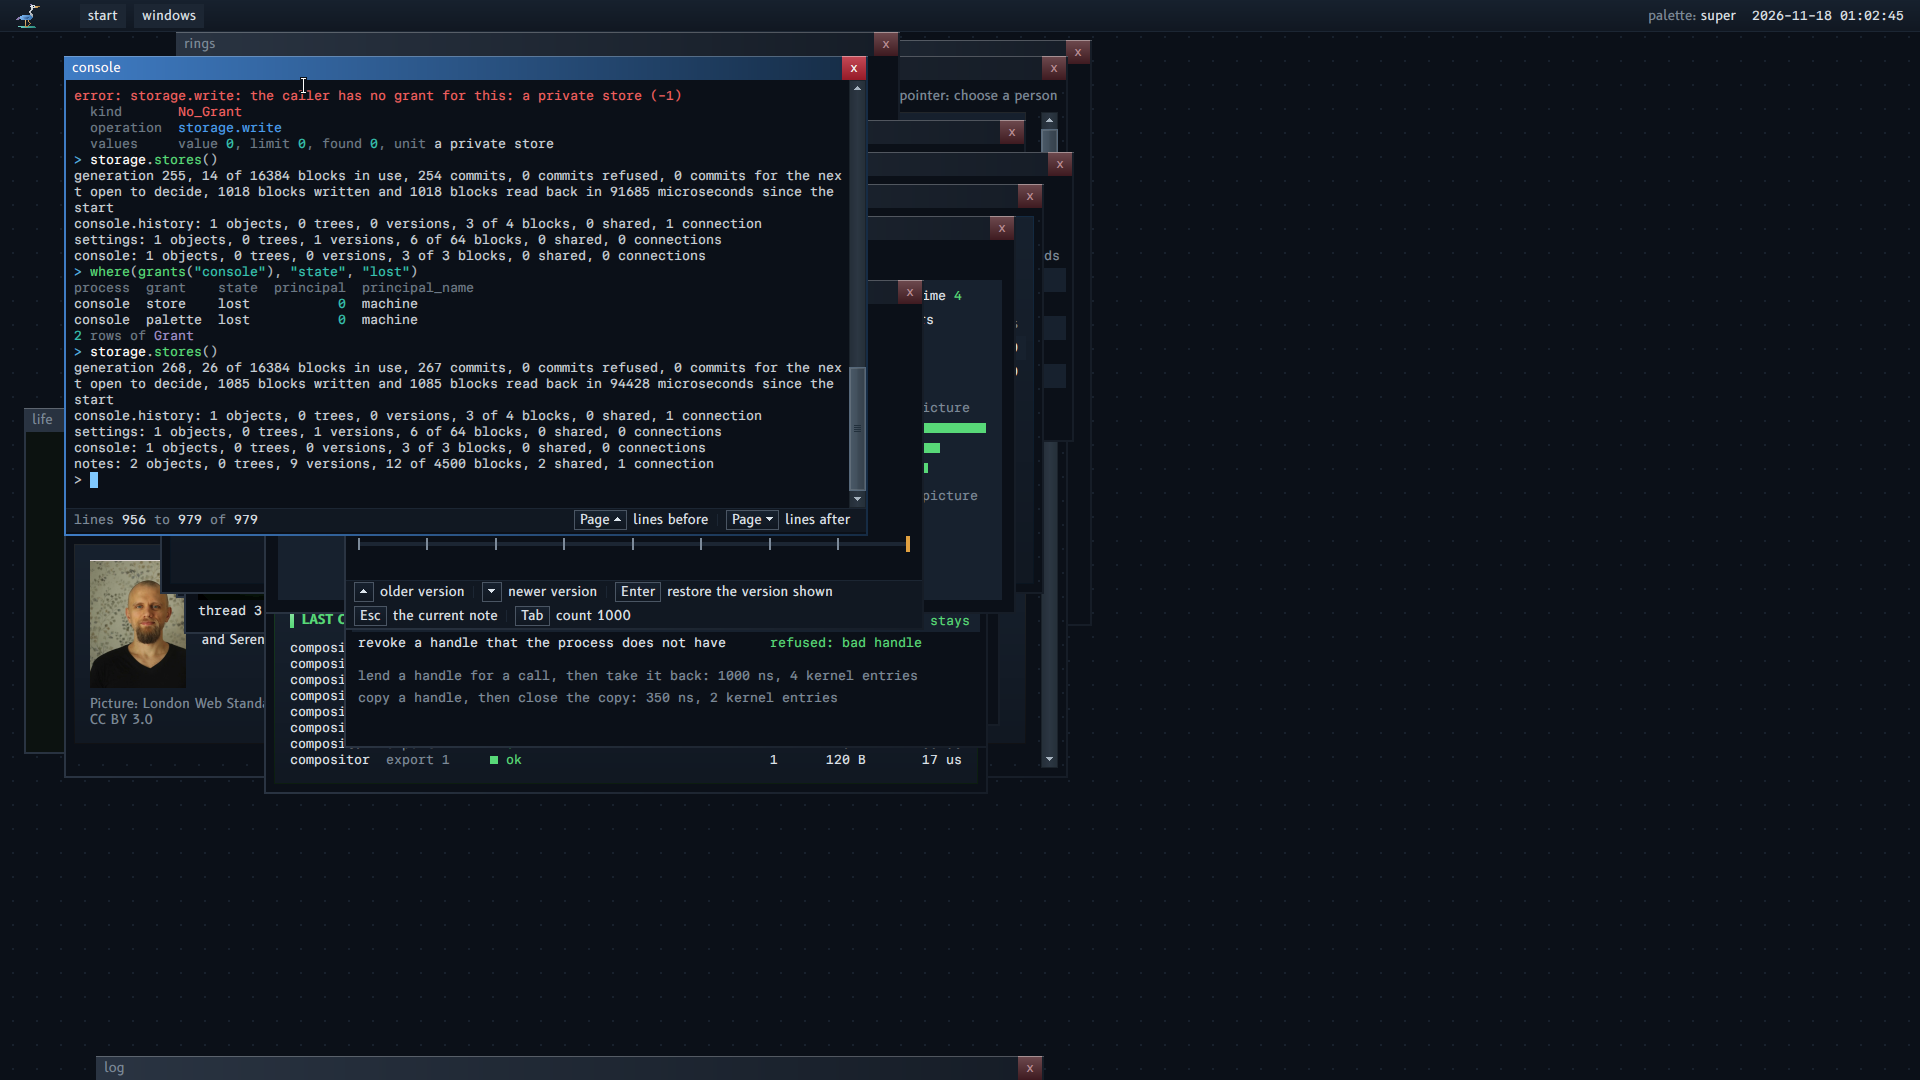 start windows palette: super 2026-11-18 01:02:45
rings x
x
console x
x
error: storage.write: the caller has no grant for this: a private store (-1)
pointer: choose a person
kind No_Grant
operation storage.write
x
values value 0, limit 0, found 0, unit a private store
> storage.stores()
x
generation 255, 14 of 16384 blocks in use, 254 commits, 0 commits refused, 0 commits for the nex
t open to decide, 1018 blocks written and 1018 blocks read back in 91685 microseconds since the
x
start
console.history: 1 objects, 0 trees, 0 versions, 3 of 4 blocks, 0 shared, 1 connection
x
settings: 1 objects, 0 trees, 1 versions, 6 of 64 blocks, 0 shared, 0 connections
console: 1 objects, 0 trees, 0 versions, 3 of 3 blocks, 0 shared, 0 connections
ds
> where(grants("console"), "state", "lost")
process grant state principal principal_name
x
ime 4
console store lost 0 machine
console palette lost 0 machine
rs
2 rows of Grant
> storage.stores()
generation 268, 26 of 16384 blocks in use, 267 commits, 0 commits refused, 0 commits for the nex
t open to decide, 1085 blocks written and 1085 blocks read back in 94428 microseconds since the
start
icture
console.history: 1 objects, 0 trees, 0 versions, 3 of 4 blocks, 0 shared, 1 connection
life
settings: 1 objects, 0 trees, 1 versions, 6 of 64 blocks, 0 shared, 0 connections
console: 1 objects, 0 trees, 0 versions, 3 of 3 blocks, 0 shared, 0 connections
notes: 2 objects, 0 trees, 9 versions, 12 of 4500 blocks, 2 shared, 1 connection
>
picture
lines 956 to 979 of 979 Page lines before Page lines after
older version newer version Enter restore the version shown
Esc the current note Tab count 1000
thread 3
LAST C
stays
and Seren
revoke a handle that the process does not have refused: bad handle
composi
composi
lend a handle for a call, then take it back: 1000 ns, 4 kernel entries
composi
composi
copy a handle, then close the copy: 350 ns, 2 kernel entries
Picture: London Web Standa
CC BY 3.0
composi
composi
composi
compositor export 1 ok 1 120 B 17 us
log x